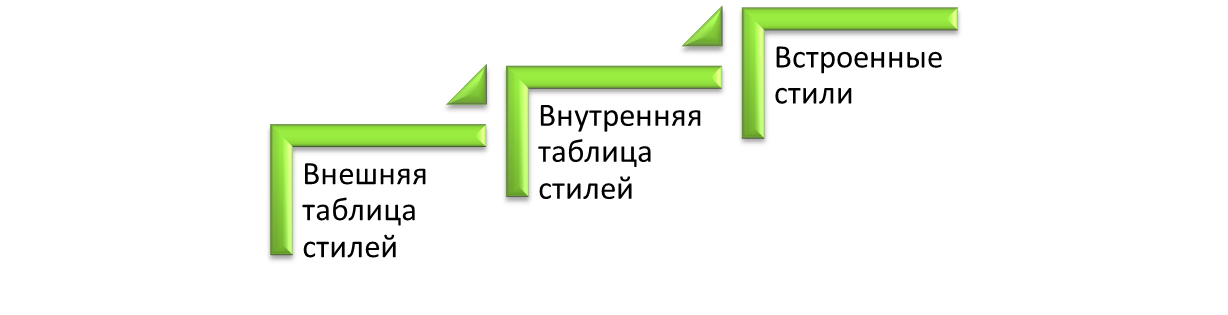 Внешняя
таблица
стилей
Внутренняя
таблица
стилей
Встроенные
стили